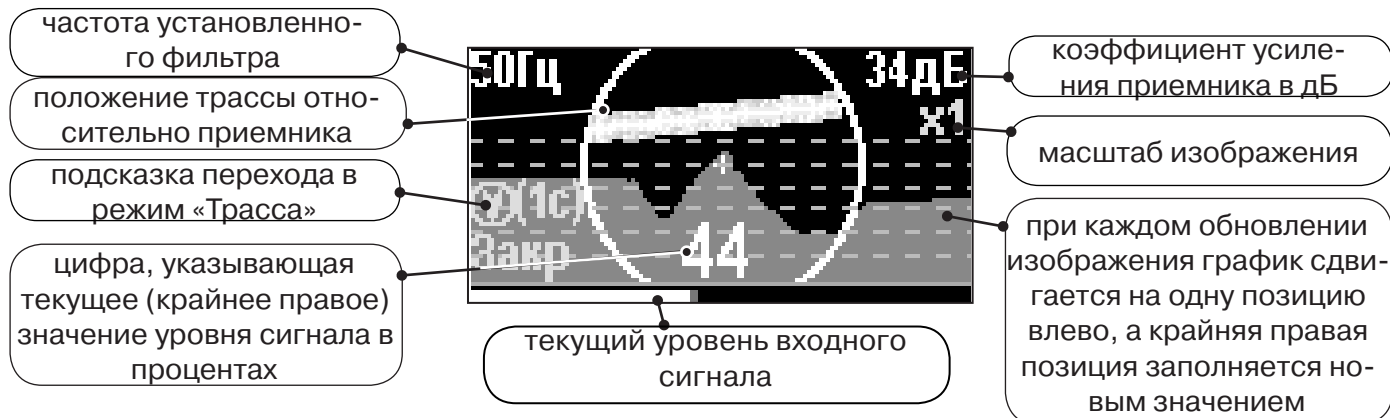 частота установленно-
го фильтра
положение трассы отно-
сительно приемника
подсказка перехода в
режим «Трасса»
цифра, указывающая
текущее (крайнее правое)
значение уровня сигнала в
процентах
50Гц
34дБ
x1
(1с)
Закр
44
текущий уровень входного
сигнала
коэффициент усиле-
ния приемника в дБ
масштаб изображения
при каждом обновлении
изображения график сдви-
гается на одну позицию
влево, а крайняя правая
позиция заполняется но-
вым значением